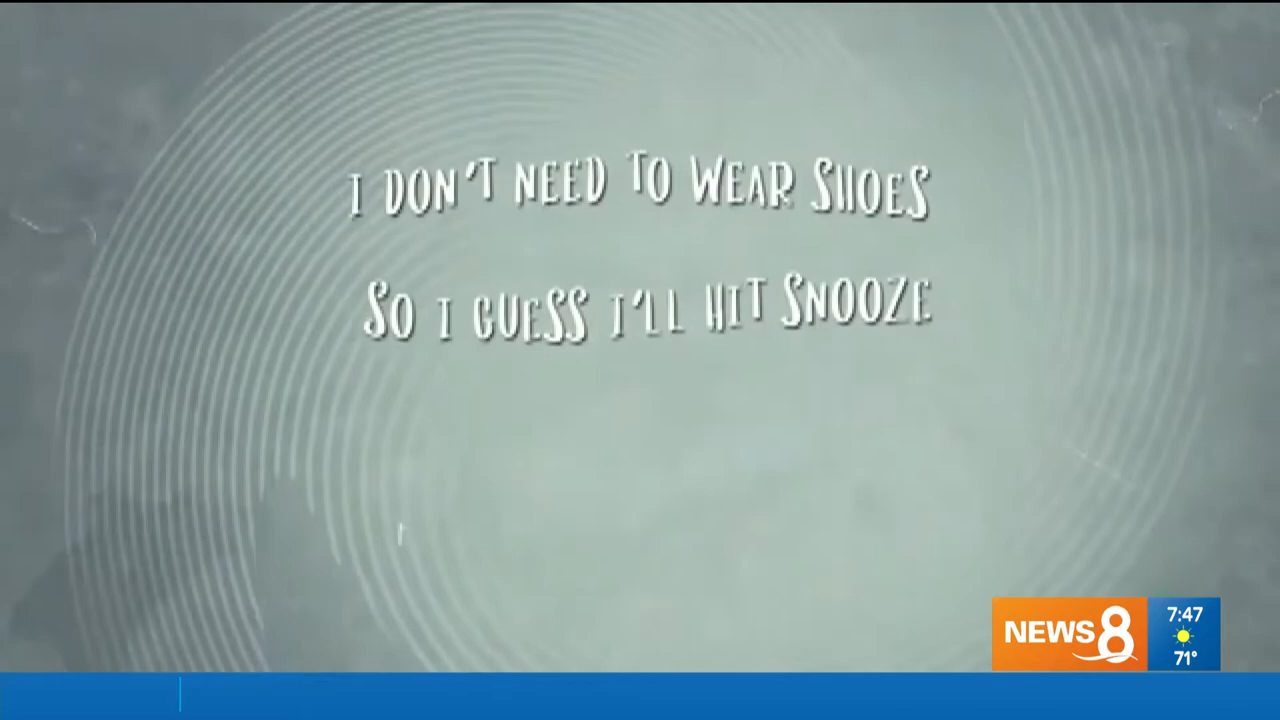 I DON'T NEED TO WEAR SHOES
SO I GUESS I'LL HIT SNOOZE
NEWS 8
7:47
71°